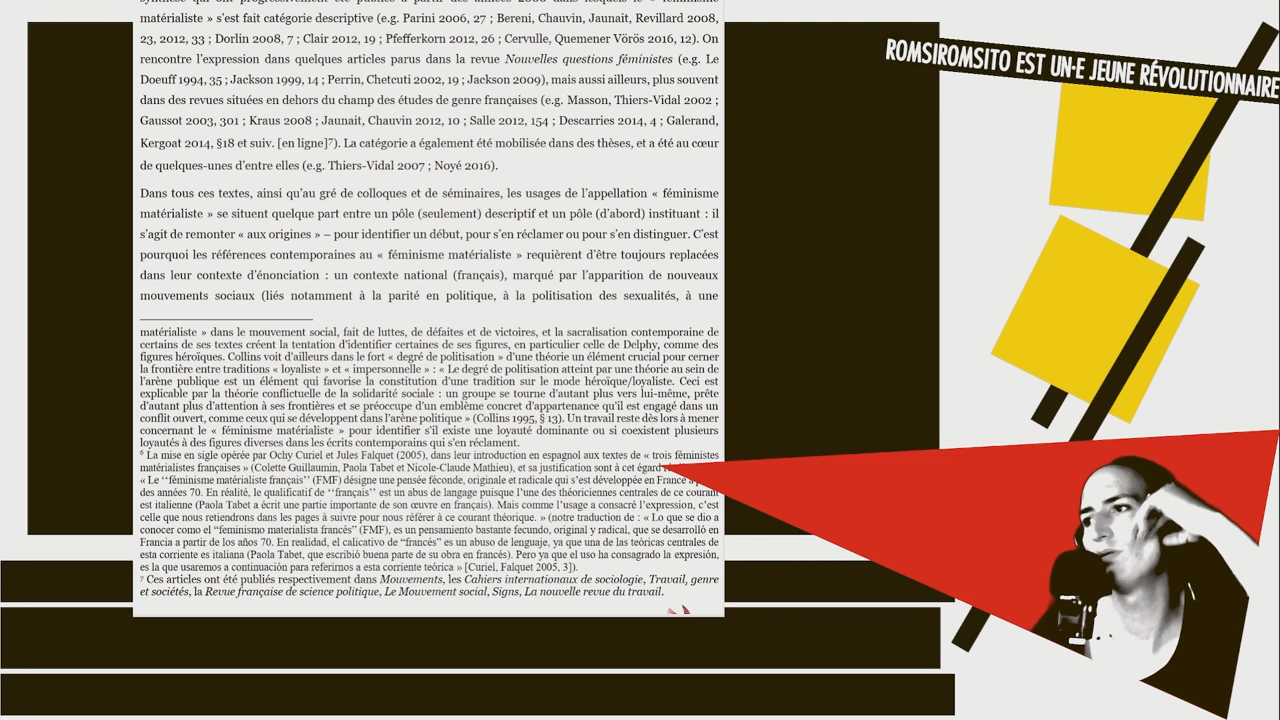 synthèse qui ont progressivement été publiés à partir des années 2000 dans lesquels le « féminisme
matérialiste » s'est fait catégorie descriptive (e.g. Parini 2006, 27 ; Bereni, Chauvin, Jaunait, Revillard 2008,
23, 2012, 33 ; Dorlin 2008, 7 ; Clair 2012, 19 ; Pfefferkorn 2012, 26 ; Cervulle, Quemener Vörös 2016, 12). On
rencontre l'expression dans quelques articles parus dans la revue Nouvelles questions féministes (e.g. Le
Doeuff 1994, 35 ; Jackson 1999, 14 ; Perrin, Chetcuti 2002, 19 ; Jackson 2009), mais aussi ailleurs, plus souvent
dans des revues situées en dehors du champ des études de genre françaises (e.g. Masson, Thiers-Vidal 2002 ;
Gaussot 2003, 301 ; Kraus 2008 ; Jaunait, Chauvin 2012, 10 ; Salle 2012, 154 ; Descarries 2014, 4 ; Galerand,
Kergoat 2014, §18 et suiv. [en ligne]⁷). La catégorie a également été mobilisée dans des thèses, et a été au cœur
de quelques-unes d'entre elles (e.g. Thiers-Vidal 2007 ; Noyé 2016).
Dans tous ces textes, ainsi qu'au gré de colloques et de séminaires, les usages de l'appellation « féminisme
matérialiste » se situent quelque part entre un pôle (seulement) descriptif et un pôle (d'abord) instituant : il
s'agit de remonter « aux origines » – pour identifier un début, pour s'en réclamer ou pour s'en distinguer. C'est
pourquoi les références contemporaines au « féminisme matérialiste » requièrent d'être toujours replacées
dans leur contexte d'énonciation : un contexte national (français), marqué par l'apparition de nouveaux
mouvements sociaux (liés notamment à la parité en politique, à la politisation des sexualités, à une
matérialiste » dans le mouvement social, fait de luttes, de défaites et de victoires, et la sacralisation contemporaine de
certains de ses textes créent la tentation d'identifier certaines de ses figures, en particulier celle de Delphy, comme des
figures héroïques. Collins voit d'ailleurs dans le fort « degré de politisation » d'une théorie un élément crucial pour cerner
la frontière entre traditions « loyaliste » et « impersonnelle » : « Le degré de politisation atteint par une théorie au sein de
l'arène publique est un élément qui favorise la constitution d'une tradition sur le mode héroïque/loyaliste. Ceci est
explicable par la théorie conflictuelle de la solidarité sociale : un groupe se tourne d'autant plus vers lui-même, prête
d'autant plus d'attention à ses frontières et se préoccupe d'un emblème concret d'appartenance qu'il est engagé dans un
conflit ouvert, comme ceux qui se développent dans l'arène politique » (Collins 1995, § 13). Un travail reste dès lors à mener
concernant le « féminisme matérialiste » pour identifier s'il existe une loyauté dominante ou si coexistent plusieurs
loyautés à des figures diverses dans les écrits contemporains qui s'en réclament.
⁶ La mise en sigle opérée par Ochy Curiel et Jules Falquet (2005), dans leur introduction en espagnol aux textes de « trois féministes
matérialistes françaises » (Colette Guillaumin, Paola Tabet et Nicole-Claude Mathieu), et sa justification sont à cet égard
« Le ‘‘féminisme matérialiste français’’ (FMF) désigne une pensée féconde, originale et radicale qui s'est développée en France à
des années 70. En réalité, le qualificatif de ‘‘français’’ est un abus de langage puisque l'une des théoriciennes centrales de ce courant
est italienne (Paola Tabet a écrit une partie importante de son œuvre en français). Mais comme l'usage a consacré l'expression, c'est
celle que nous retiendrons dans les pages à suivre pour nous référer à ce courant théorique. » (notre traduction de : « Lo que se dio a
conocer como el “feminismo materialista francés” (FMF), es un pensamiento bastante fecundo, original y radical, que se desarrolló en
Francia a partir de los años 70. En realidad, el calicativo de “francés” es un abuso de lenguaje, ya que una de las teóricas centrales de
esta corriente es italiana (Paola Tabet, que escribió buena parte de su obra en francés). Pero ya que el uso ha consagrado la expresión,
es la que usaremos a continuación para referirnos a esta corriente teórica » [Curiel, Falquet 2005, 3]).
⁷ Ces articles ont été publiés respectivement dans Mouvements, les Cahiers internationaux de sociologie, Travail, genre
et sociétés, la Revue française de science politique, Le Mouvement social, Signs, La nouvelle revue du travail.
ROMSIROMSITO EST UN·E JEUNE RÉVOLUTIONNAIRE